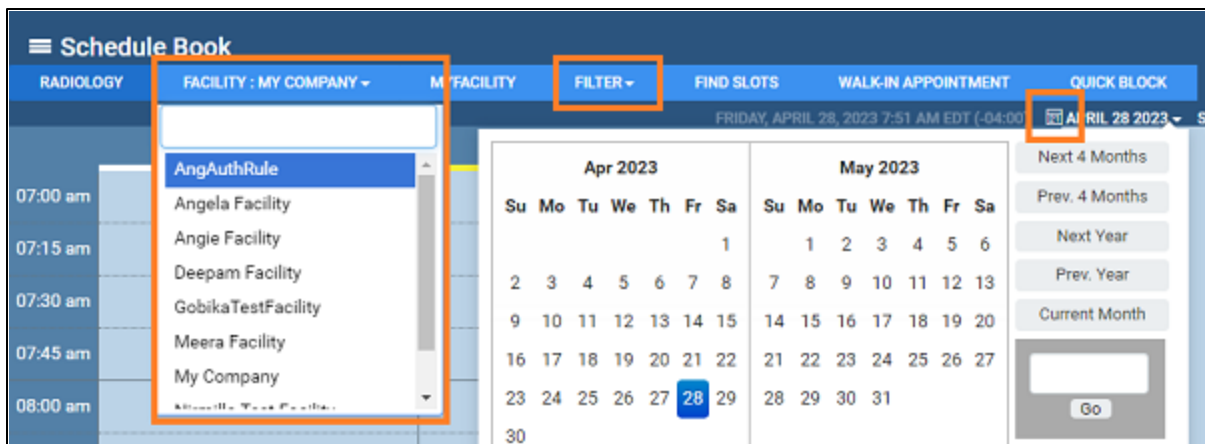 Schedule Book
RADIOLOGY FACILITY : MY COMPANY MYFACILITY FILTER FIND SLOTS WALK-IN APPOINTMENT QUICK BLOCK
FRIDAY, APRIL 28, 2023 7:51 AM EDT (-04:00) APRIL 28 2023 S
AngAuthRule
Angela Facility
Angie Facility
Deepam Facility
GobikaTestFacility
Meera Facility
My Company
07:00 am
07:15 am
07:30 am
07:45 am
08:00 am
Apr 2023
Su Mo Tu We Th Fr Sa
1
2 3 4 5 6 7 8
9 10 11 12 13 14 15
16 17 18 19 20 21 22
23 24 25 26 27 28 29
30
May 2023
Su Mo Tu We Th Fr Sa
1 2 3 4 5 6
7 8 9 10 11 12 13
14 15 16 17 18 19 20
21 22 23 24 25 26 27
28 29 30 31
Next 4 Months
Prev. 4 Months
Next Year
Prev. Year
Current Month
Go